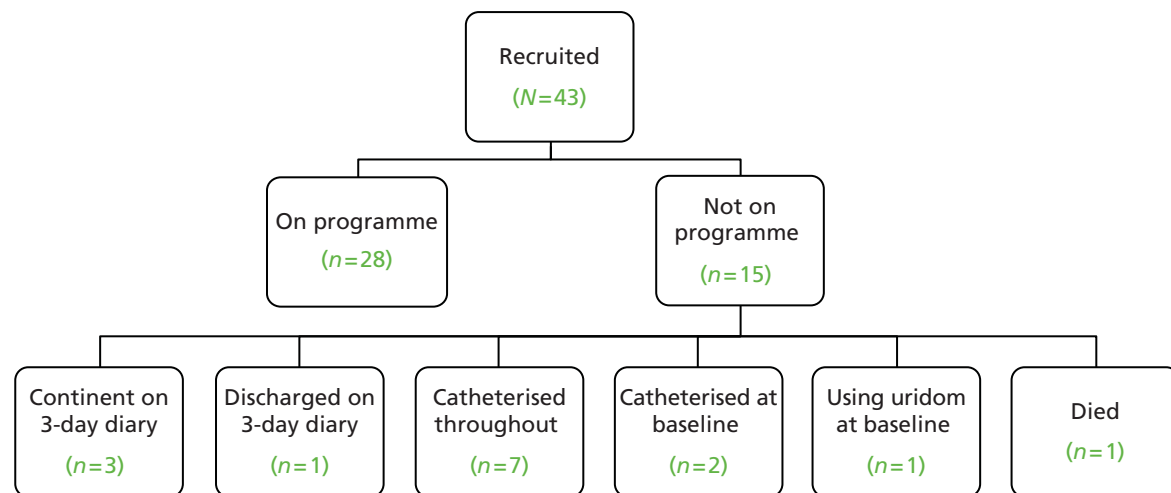 Recruited
(N=43)
On programme
(n=28)
Not on
programme
(n=15)
Continent on
3-day diary
(n=3)
Discharged on
3-day diary
(n=1)
Catheterised
throughout
(n=7)
Catheterised at
baseline
(n=2)
Using uridom
at baseline
(n=1)
Died
(n=1)